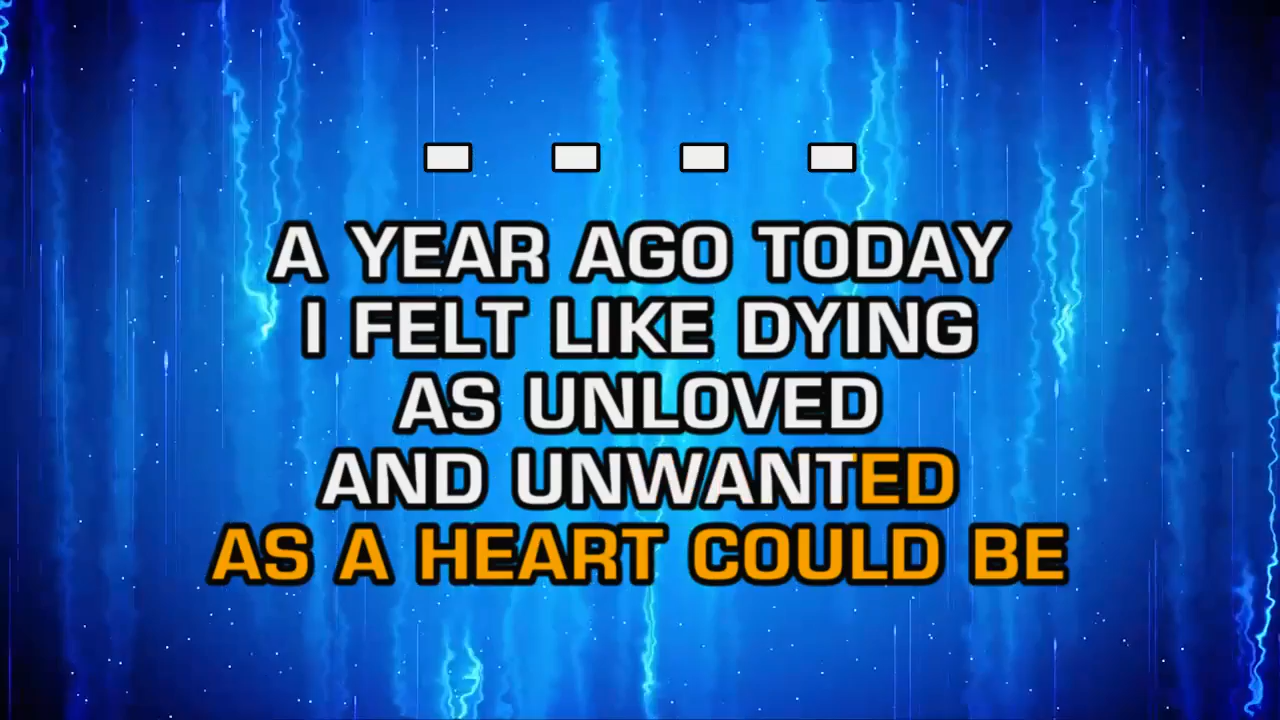 A YEAR AGO TODAY
I FELT LIKE DYING
AS UNLOVED
AND UNWANTED
AS A HEART COULD BE